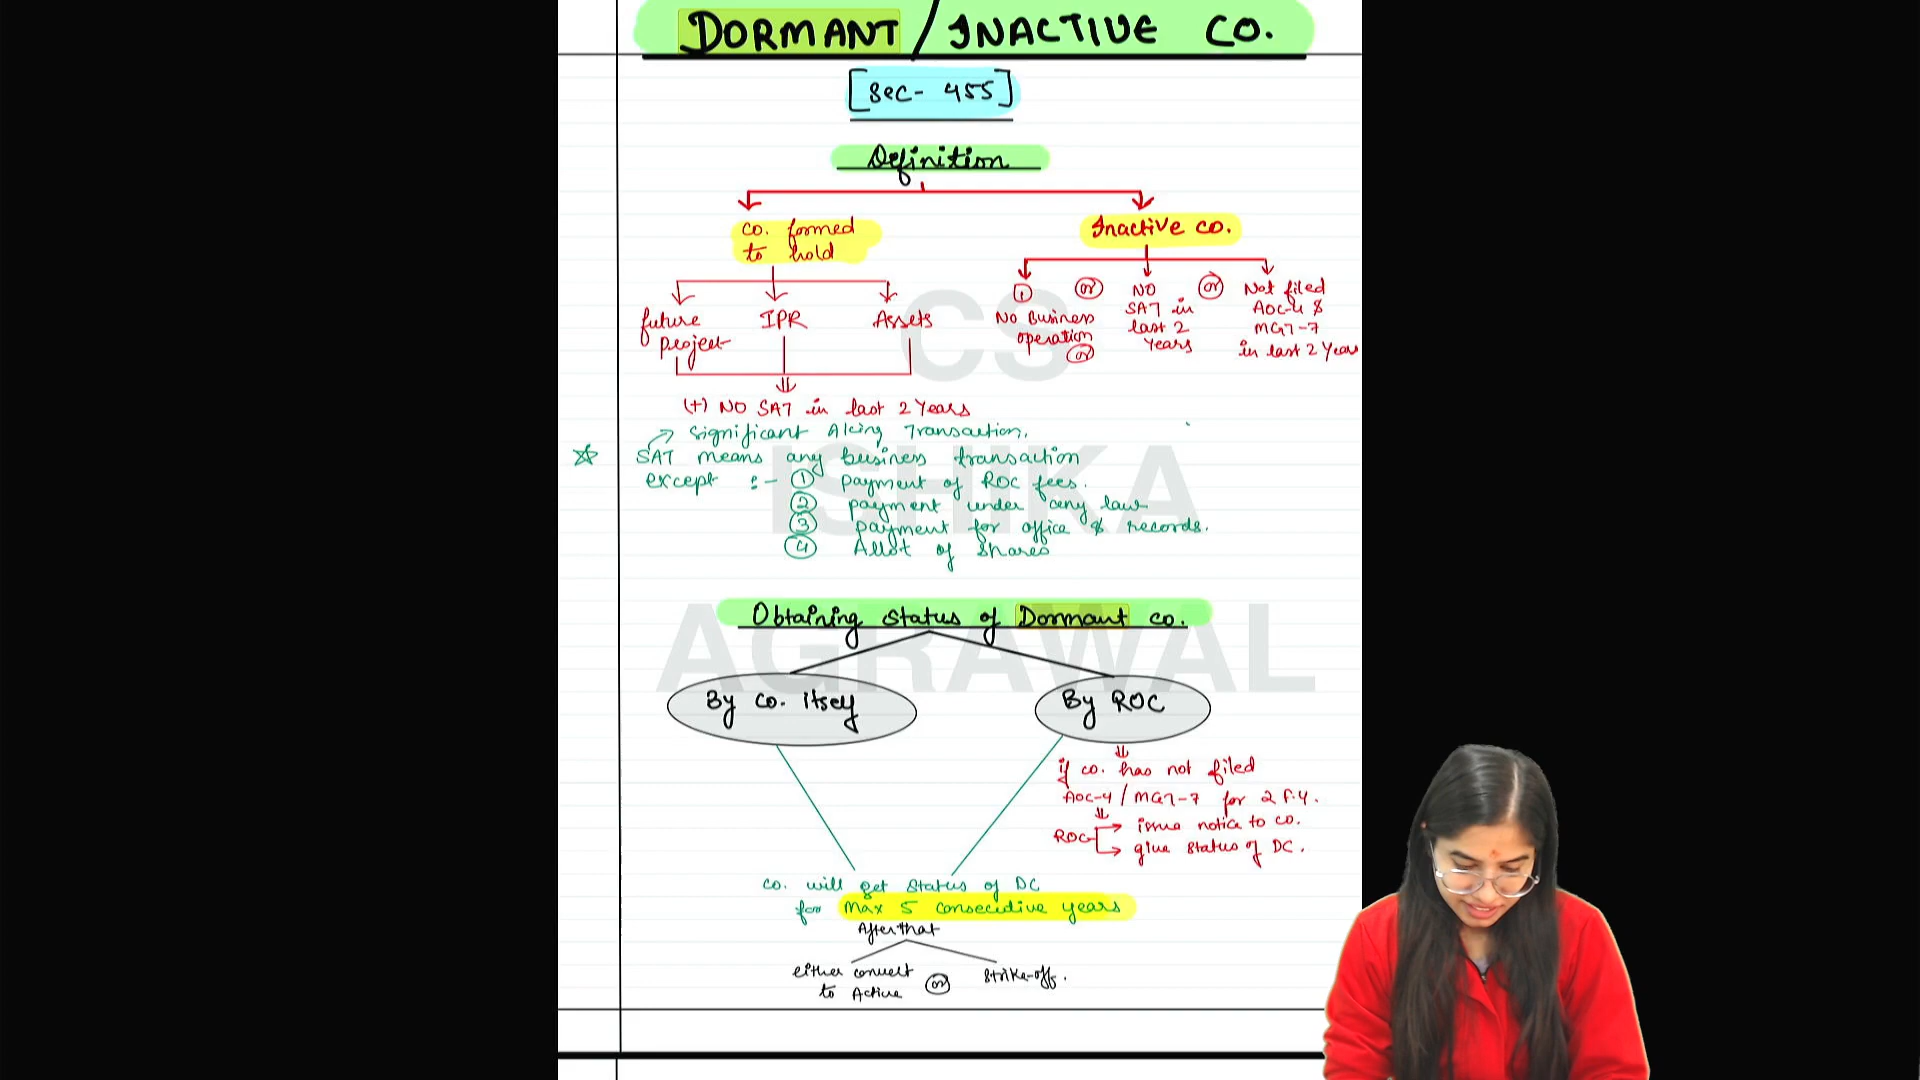 DORMANT / INACTIVE CO.
[Sec- 455]
Definition
co. formed
to hold
Inactive co.
future
project
IPR
Assets
(+) NO SAT in last 2 Years
①
No Business
operation
or
or
NO
SAT in
last 2
Years
or
Not filed
AOC-4 &
MGT-7
in last 2 Year
Significant A/cing Transaction.
SAT means any business transaction
except :- ① payment of ROC fees.
② payment under any law
③ payment for office & records.
④ Allot of shares
Obtaining status of Dormant co.
By co. itself
By ROC
if co. has not filed
AOC-4 / MGT-7 for 2 F.Y.
ROC
issue notice to co.
give status of DC.
co. will get status of DC
for Max 5 consecutive years
After that
either convert
to Active
or
Strike-off.
CS
ISHIKA
AGRAWAL